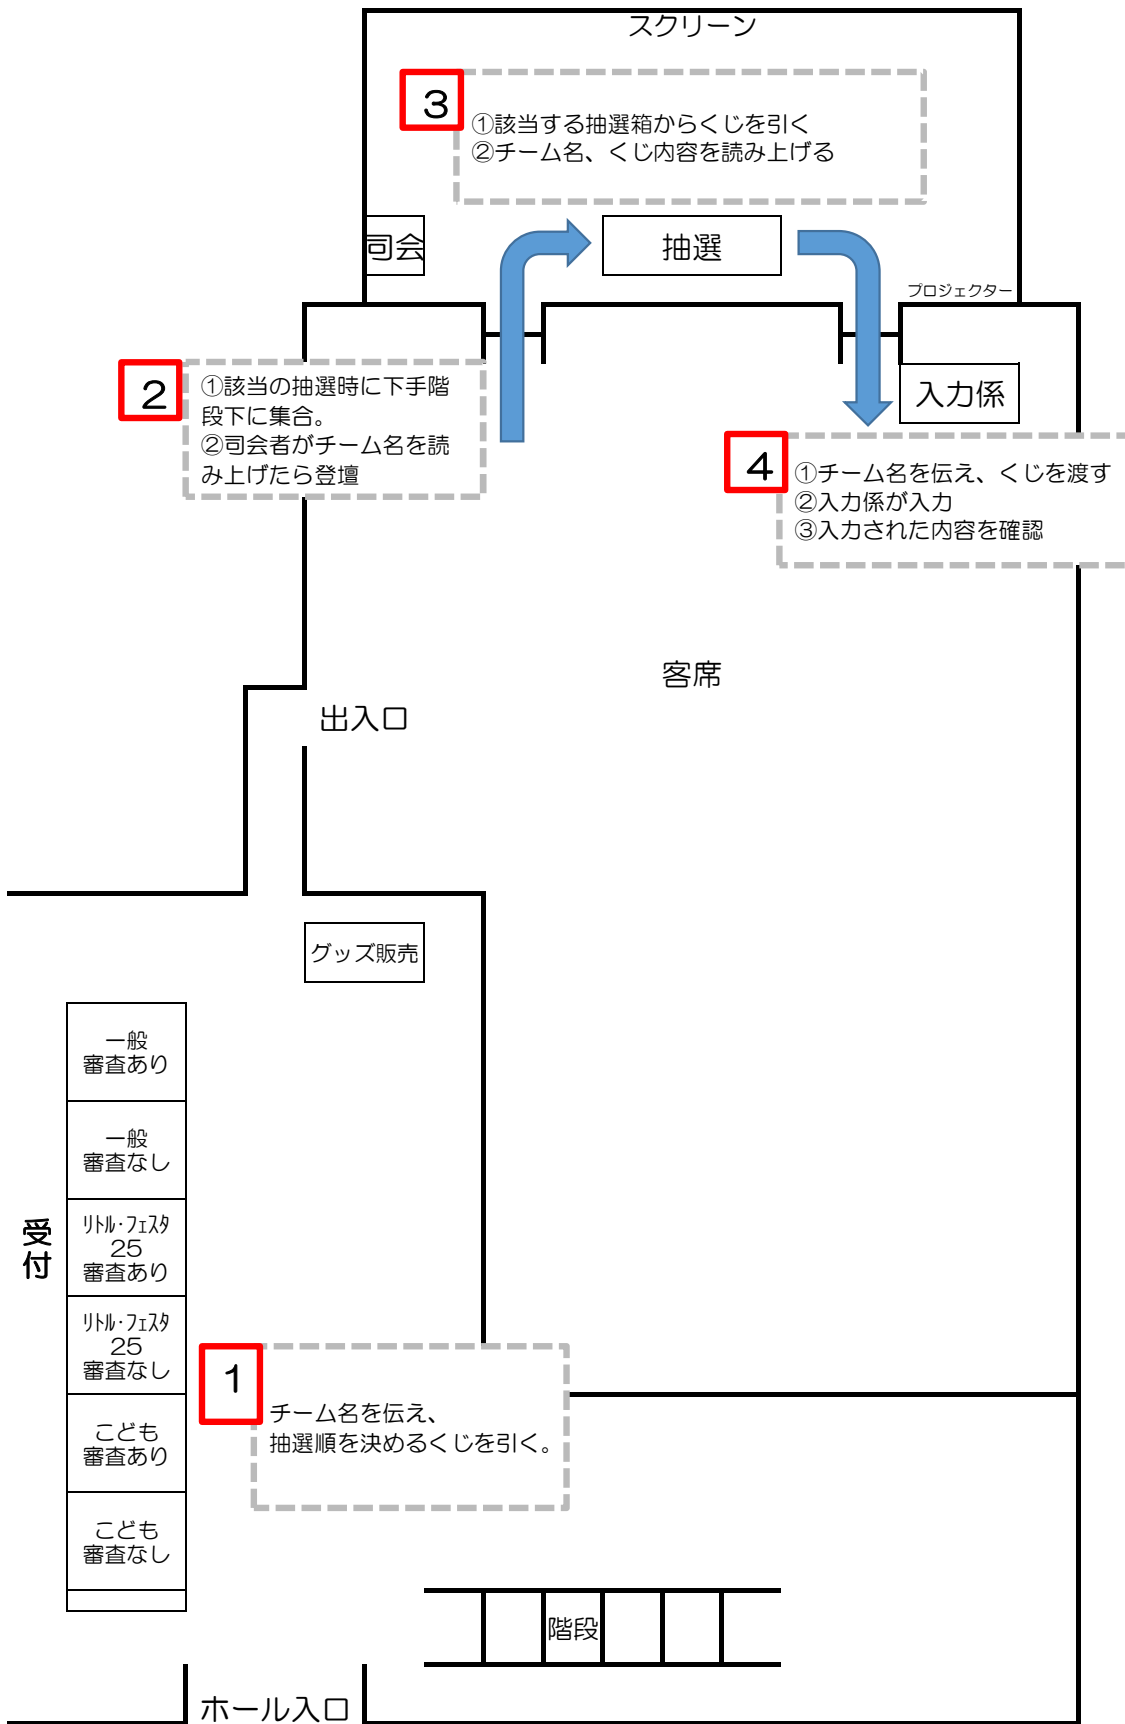 スクリーン
3
①該当する抽選箱からくじを引く
②チーム名、くじ内容を読み上げる
司会
抽選
プロジェクター
2
①該当の抽選時に下手階
段下に集合。
②司会者がチーム名を読
み上げたら登壇
入力係
4
①チーム名を伝え、くじを渡す
②入力係が入力
③入力された内容を確認
客席
出入口
グッズ販売
一般
審査あり
一般
審査なし
受付
ﾘﾄﾙ･ﾌｪｽﾀ
25
審査あり
ﾘﾄﾙ･ﾌｪｽﾀ
25
審査なし
1
チーム名を伝え、
抽選順を決めるくじを引く。
こども
審査あり
こども
審査なし
階段
ホール入口